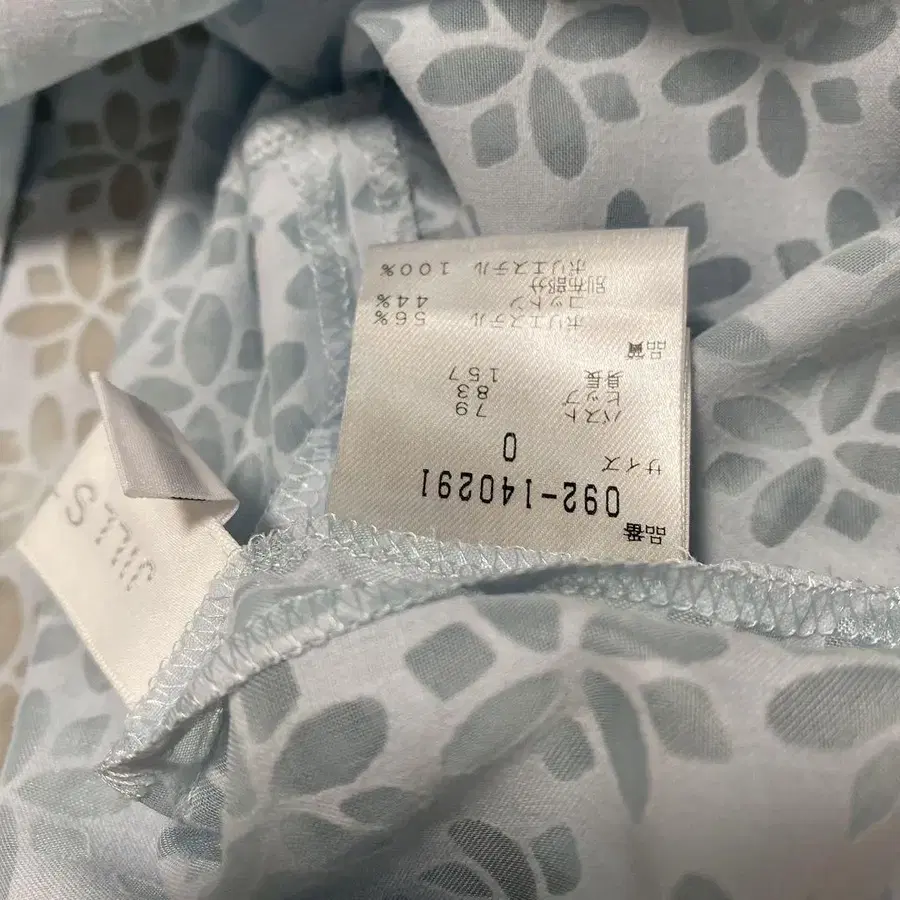 品番
092-140291
サイズ
0
バスト 79
ヒップ 83
身長 157
品質
ポリエステル 56%
コットン 44%
別布部分
ポリエステル 100%
JILL S